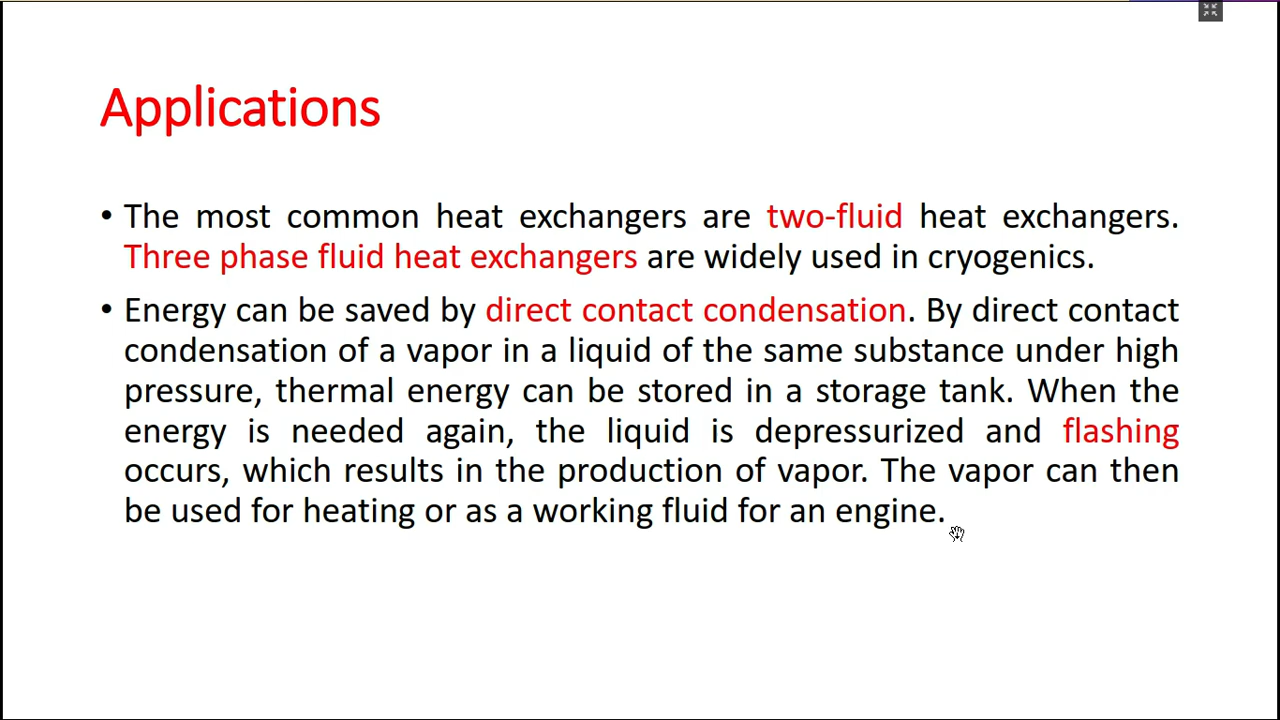 Applications
• The most common heat exchangers are two-fluid heat exchangers.
Three phase fluid heat exchangers are widely used in cryogenics.
• Energy can be saved by direct contact condensation. By direct contact
condensation of a vapor in a liquid of the same substance under high
pressure, thermal energy can be stored in a storage tank. When the
energy is needed again, the liquid is depressurized and flashing
occurs, which results in the production of vapor. The vapor can then
be used for heating or as a working fluid for an engine.